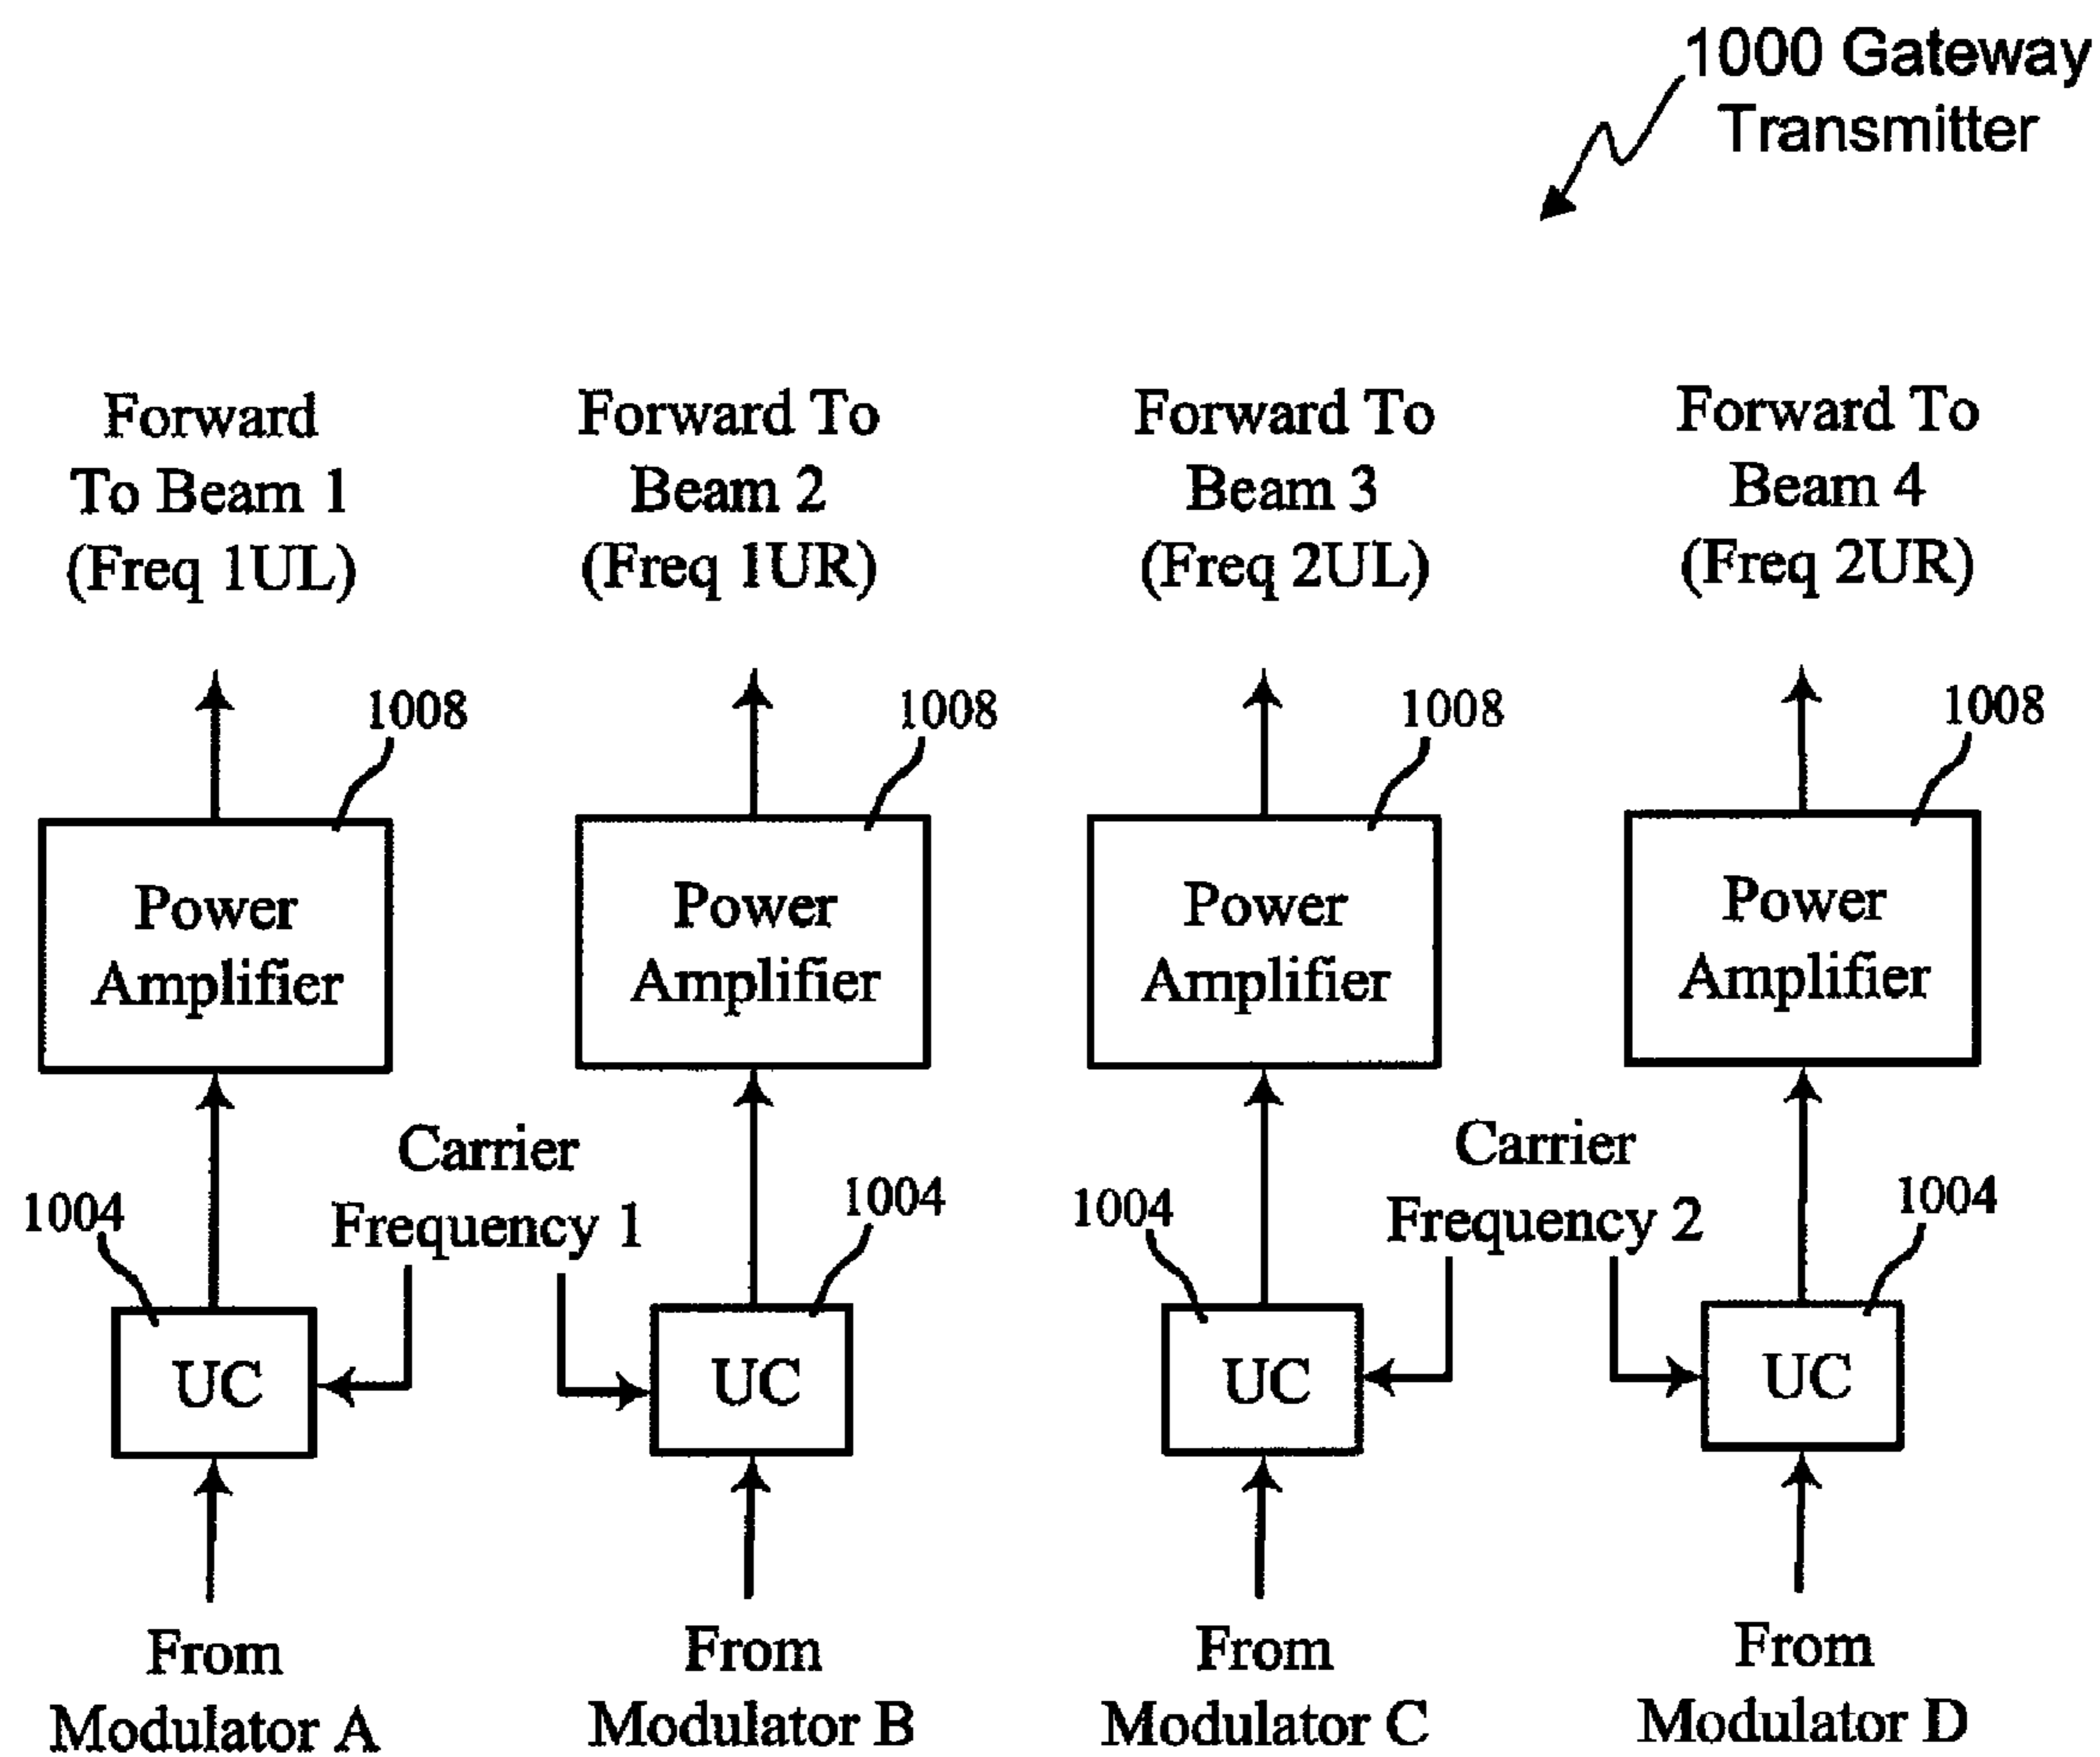 1000 Gateway
Transmitter
Forward
To Beam 1
(Freq 1UL)
Forward To
Beam 2
(Freq 1UR)
Forward To
Beam 3
(Freq 2UL)
Forward To
Beam 4
(Freq 2UR)
1008
1008
1008
1008
Power
Amplifier
Power
Amplifier
Power
Amplifier
Power
Amplifier
1004
Carrier
Frequency 1
1004
1004
Carrier
Frequency 2
1004
UC
UC
UC
UC
From
Modulator A
From
Modulator B
From
Modulator C
From
Modulator D